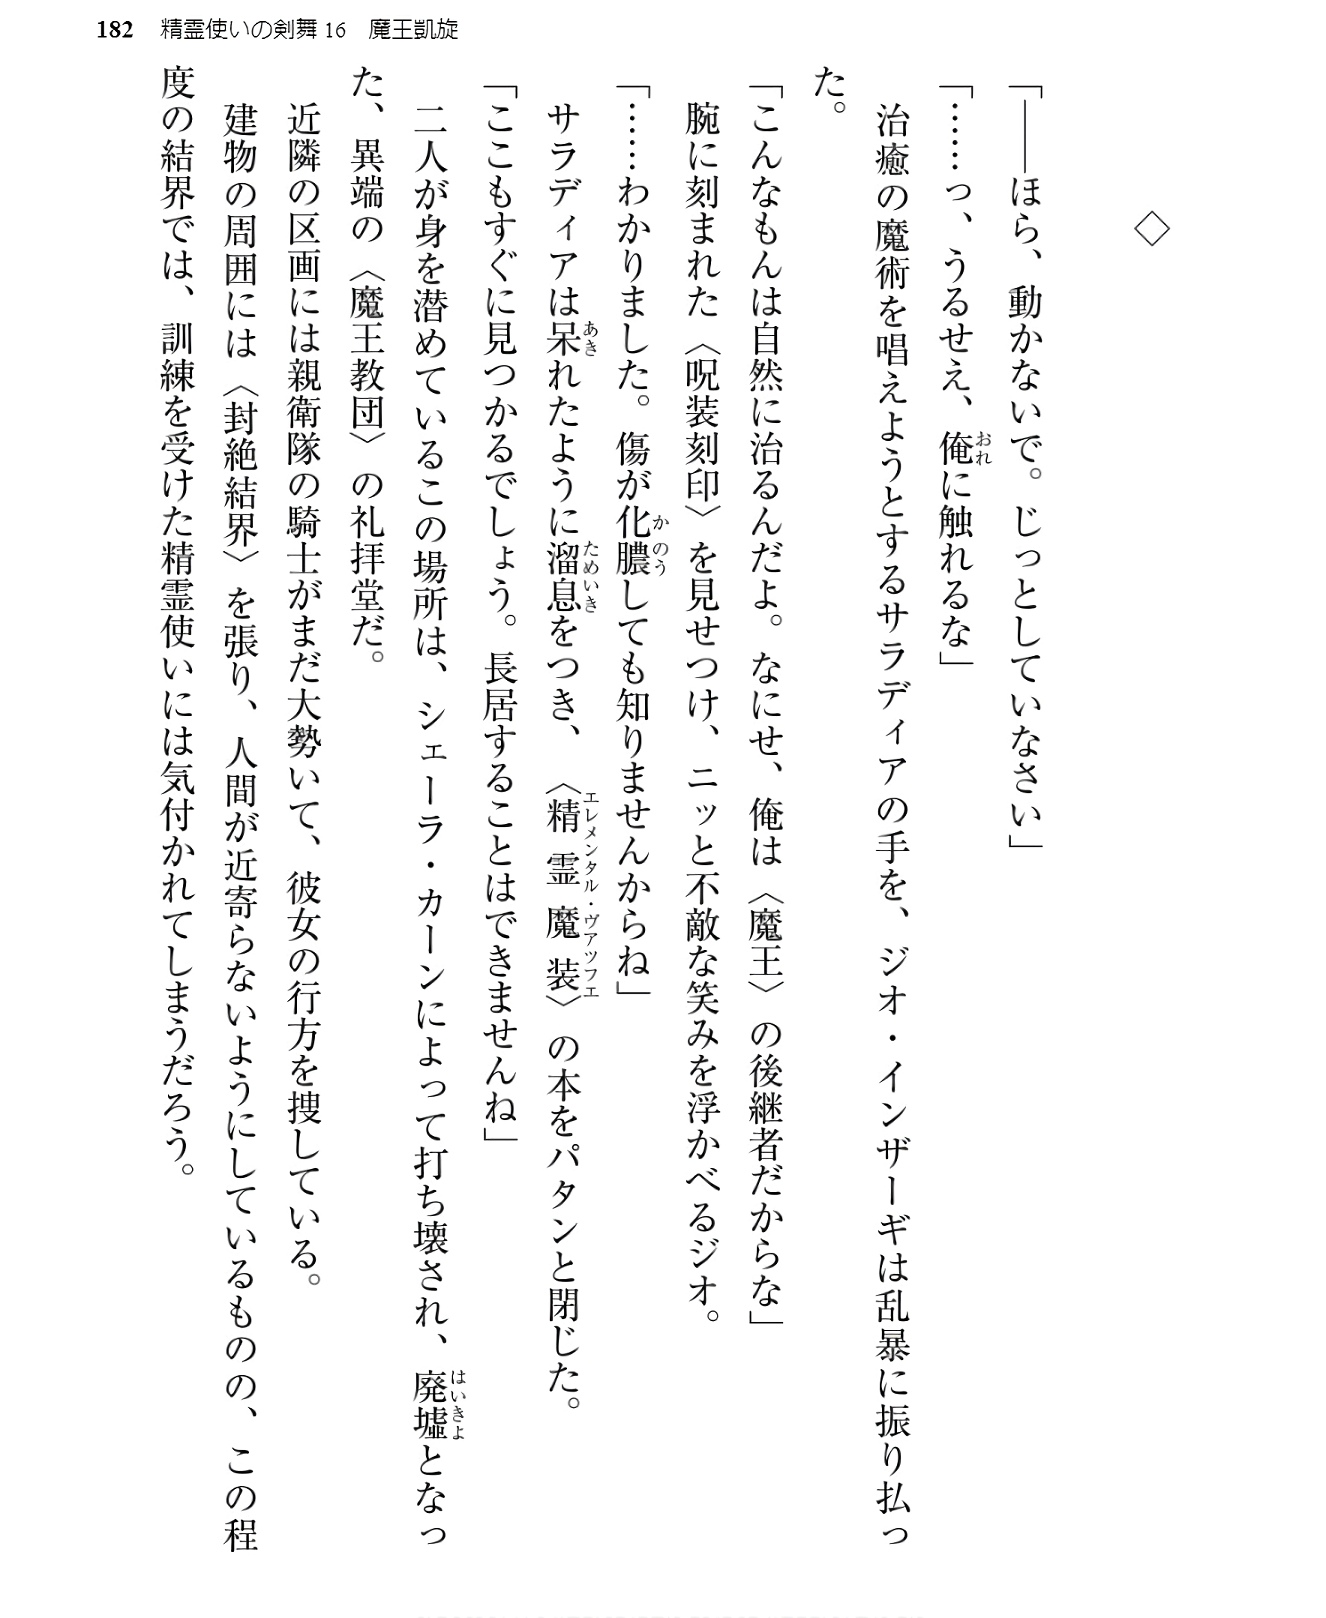 182 精霊使いの剣舞16 魔王凱旋
◇
「――ほら、動かないで。じっとしていなさい」
「……っ、うるせえ、俺に触れるな」
治癒の魔術を唱えようとするサラディアの手を、ジオ・インザーギは乱暴に振り払っ
た。
「こんなもんは自然に治るんだよ。なにせ、俺は〈魔王〉の後継者だからな」
腕に刻まれた〈呪装刻印〉を見せつけ、ニッと不敵な笑みを浮かべるジオ。
「……わかりました。傷が化膿しても知りませんからね」
サラディアは呆れたように溜息をつき、〈精霊魔装〉の本をパタンと閉じた。
「ここもすぐに見つかるでしょう。長居することはできませんね」
二人が身を潜めているこの場所は、シェーラ・カーンによって打ち壊され、廃墟となっ
た、異端の〈魔王教団〉の礼拝堂だ。
近隣の区画には親衛隊の騎士がまだ大勢いて、彼女の行方を捜している。
建物の周囲には〈封絶結界〉を張り、人間が近寄らないようにしているものの、この程
度の結界では、訓練を受けた精霊使いには気付かれてしまうだろう。